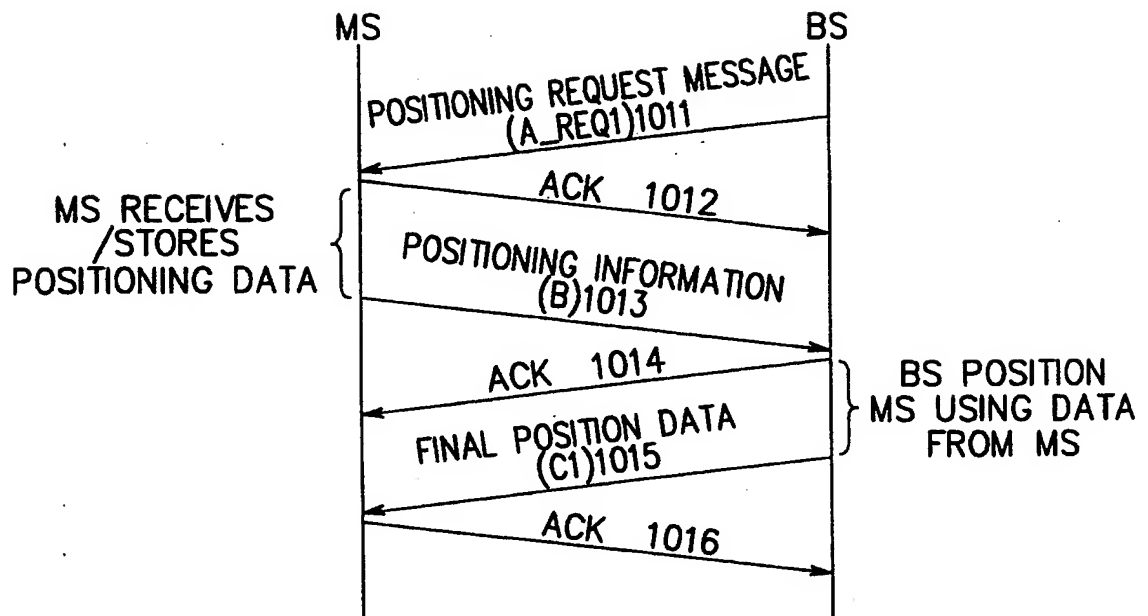 MS
BS
POSITIONING REQUEST MESSAGE
(A_REQ1)1011
ACK 1012
MS RECEIVES
/STORES
POSITIONING DATA
POSITIONING INFORMATION
(B)1013
ACK 1014
BS POSITION
MS USING DATA
FROM MS
FINAL POSITION DATA
(C1)1015
ACK 1016